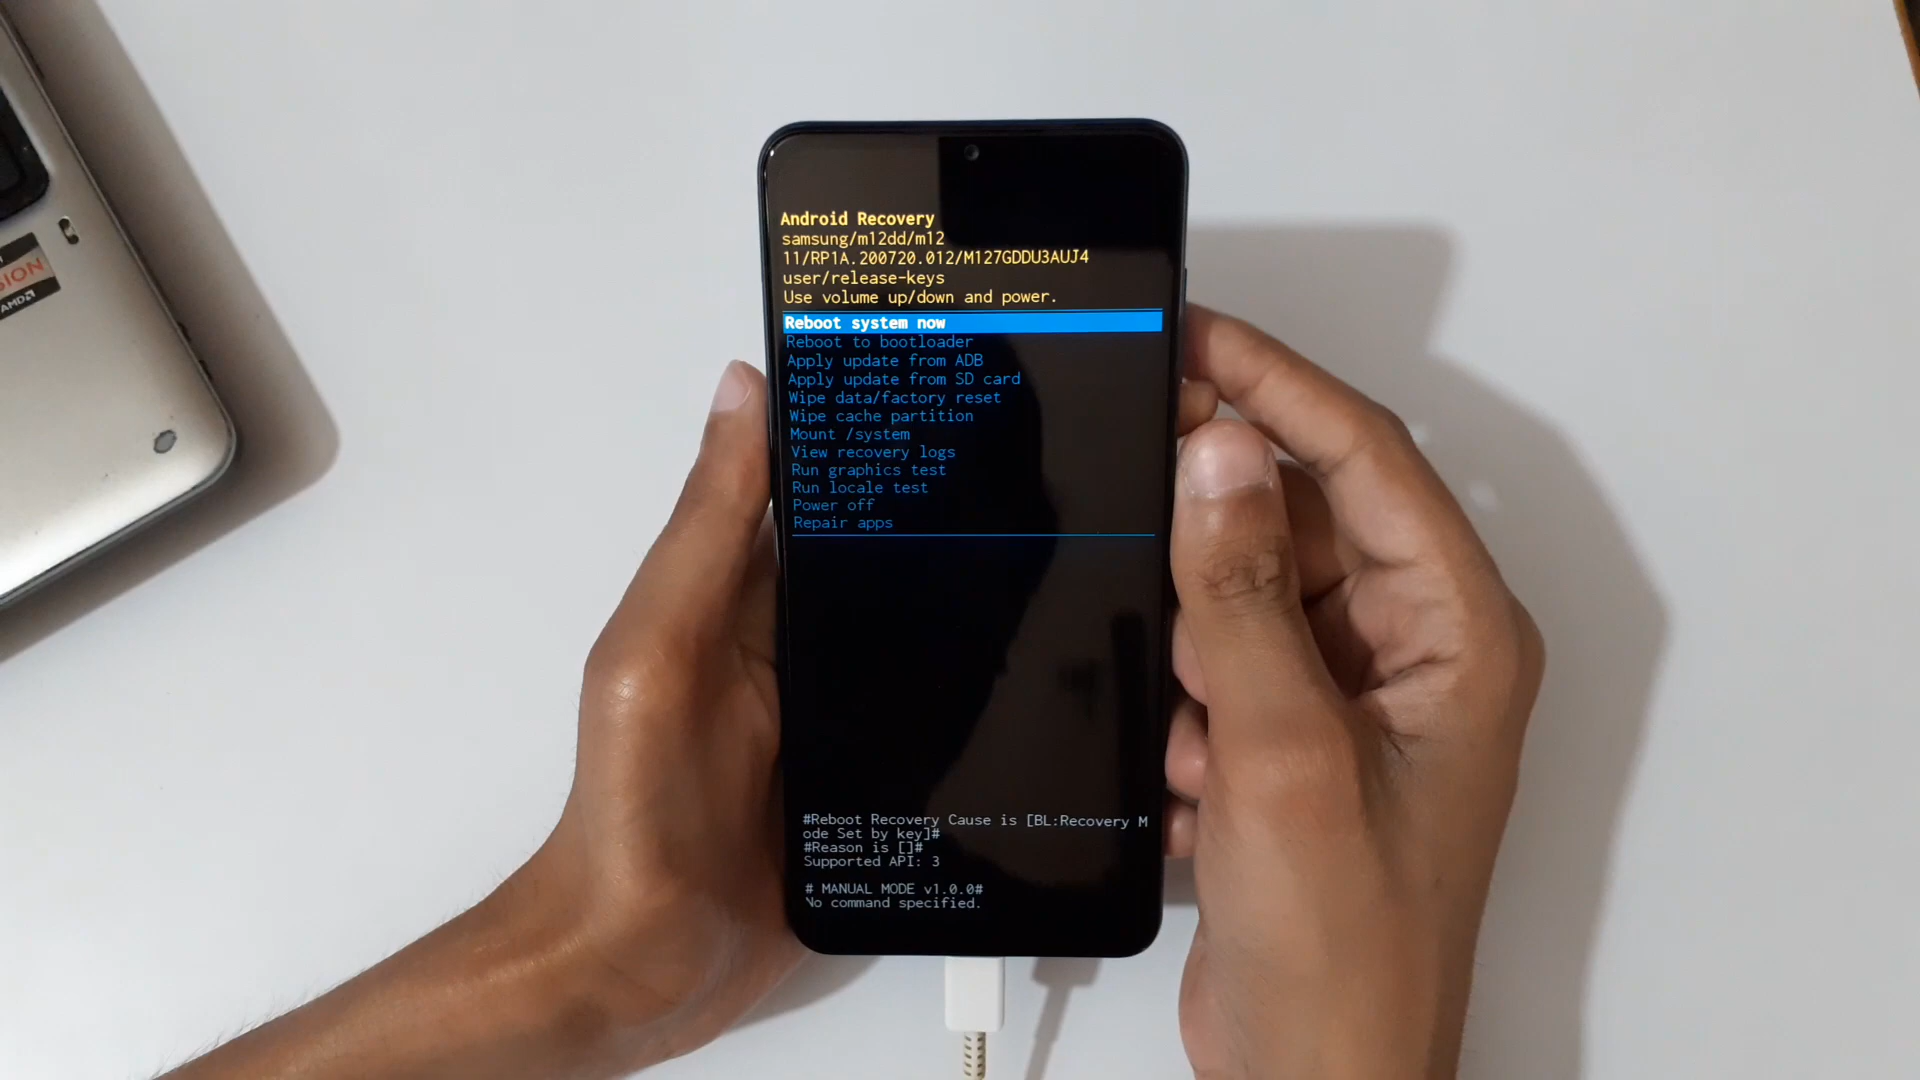 Android Recovery
samsung/m12dd/m12
11/RP1A.200720.012/M127GDDU3AUJ4
user/release-keys
Use volume up/down and power.
Reboot system now
Reboot to bootloader
Apply update from ADB
Apply update from SD card
Wipe data/factory reset
Wipe cache partition
Mount /system
View recovery logs
Run graphics test
Run locale test
Power off
Repair apps
#Reboot Recovery Cause is [BL:Recovery M
ode Set by key]#
#Reason is []#
Supported API: 3
# MANUAL MODE v1.0.0#
No command specified.
AMD